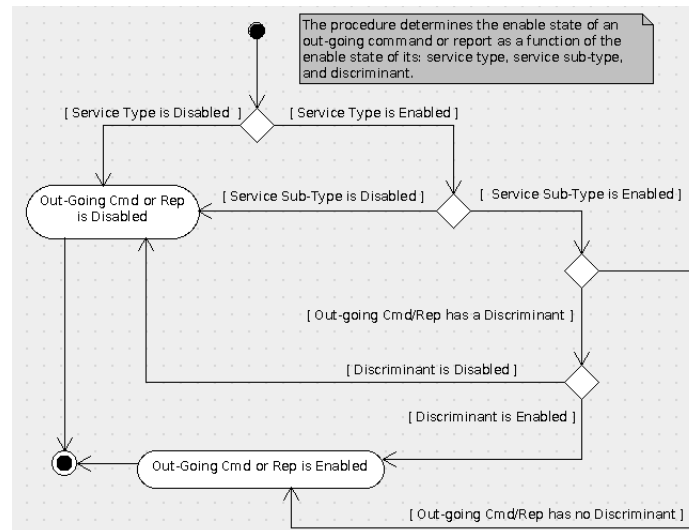 The procedure determines the enable state of an
out-going command or report as a function of the
enable state of its: service type, service sub-type,
and discriminant.
[ Service Type is Disabled ]
[ Service Type is Enabled ]
Out-Going Cmd or Rep
is Disabled
[ Service Sub-Type is Disabled ]
[ Service Sub-Type is Enabled ]
[ Out-going Cmd/Rep has a Discriminant ]
[ Discriminant is Disabled ]
[ Discriminant is Enabled ]
Out-Going Cmd or Rep is Enabled
[ Out-going Cmd/Rep has no Discriminant ]